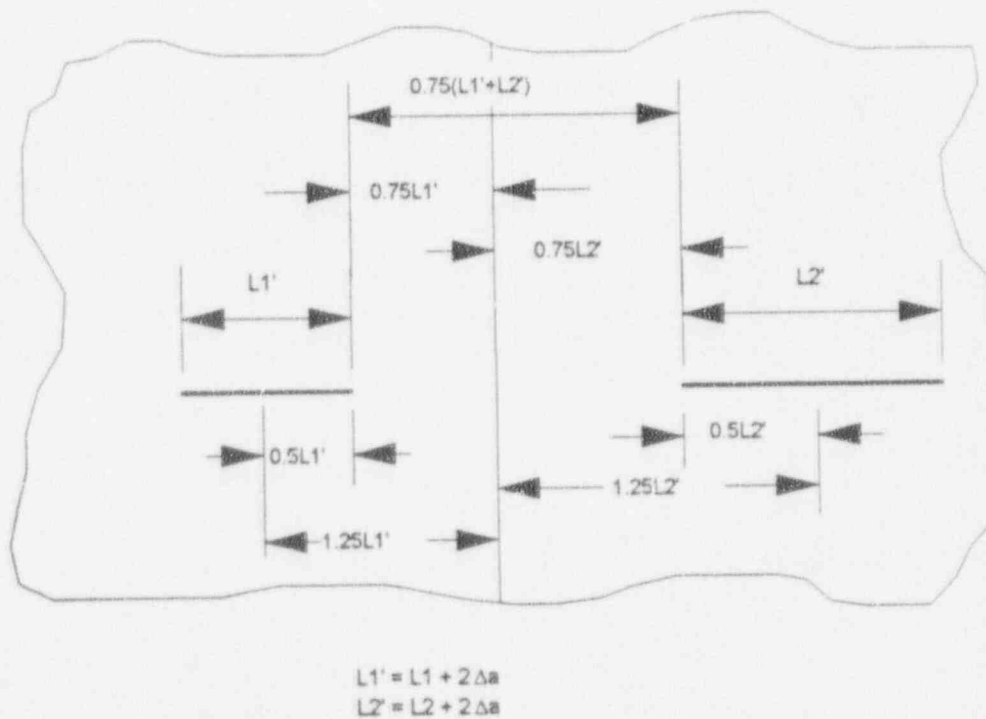 0.75(L1'+L2')
0.75L1'
0.75L2'
L1'
L2'
0.5L1'
0.5L2'
1.25L2'
1.25L1'
L1' = L1 + 2 Δa
L2' = L2 + 2 Δa